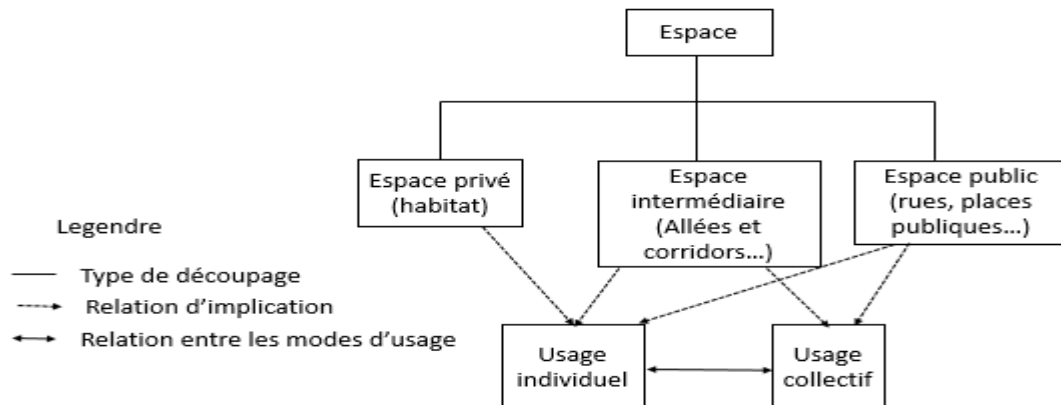 Espace
Espace privé
(habitat)
Espace
intermédiaire
(Allées et
corridors...)
Espace public
(rues, places
publiques...)
Legendre
Type de découpage
Relation d'implication
Relation entre les modes d'usage
Usage
individuel
Usage
collectif